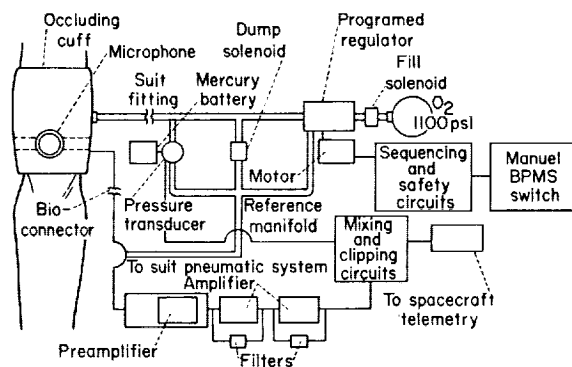 Occluding
cuff
Microphone
Suit
fitting
Mercury
battery
Dump
solenoid
Programed
regulator
Fill
solenoid
O2
1100 psi
Motor
Sequencing
and safety
circuits
Manuel
BPMS
switch
Bio-
connector
Pressure
transducer
Reference
manifold
Mixing
and
clipping
circuits
To suit pneumatic system
Amplifier
To spacecraft
telemetry
Preamplifier
Filters